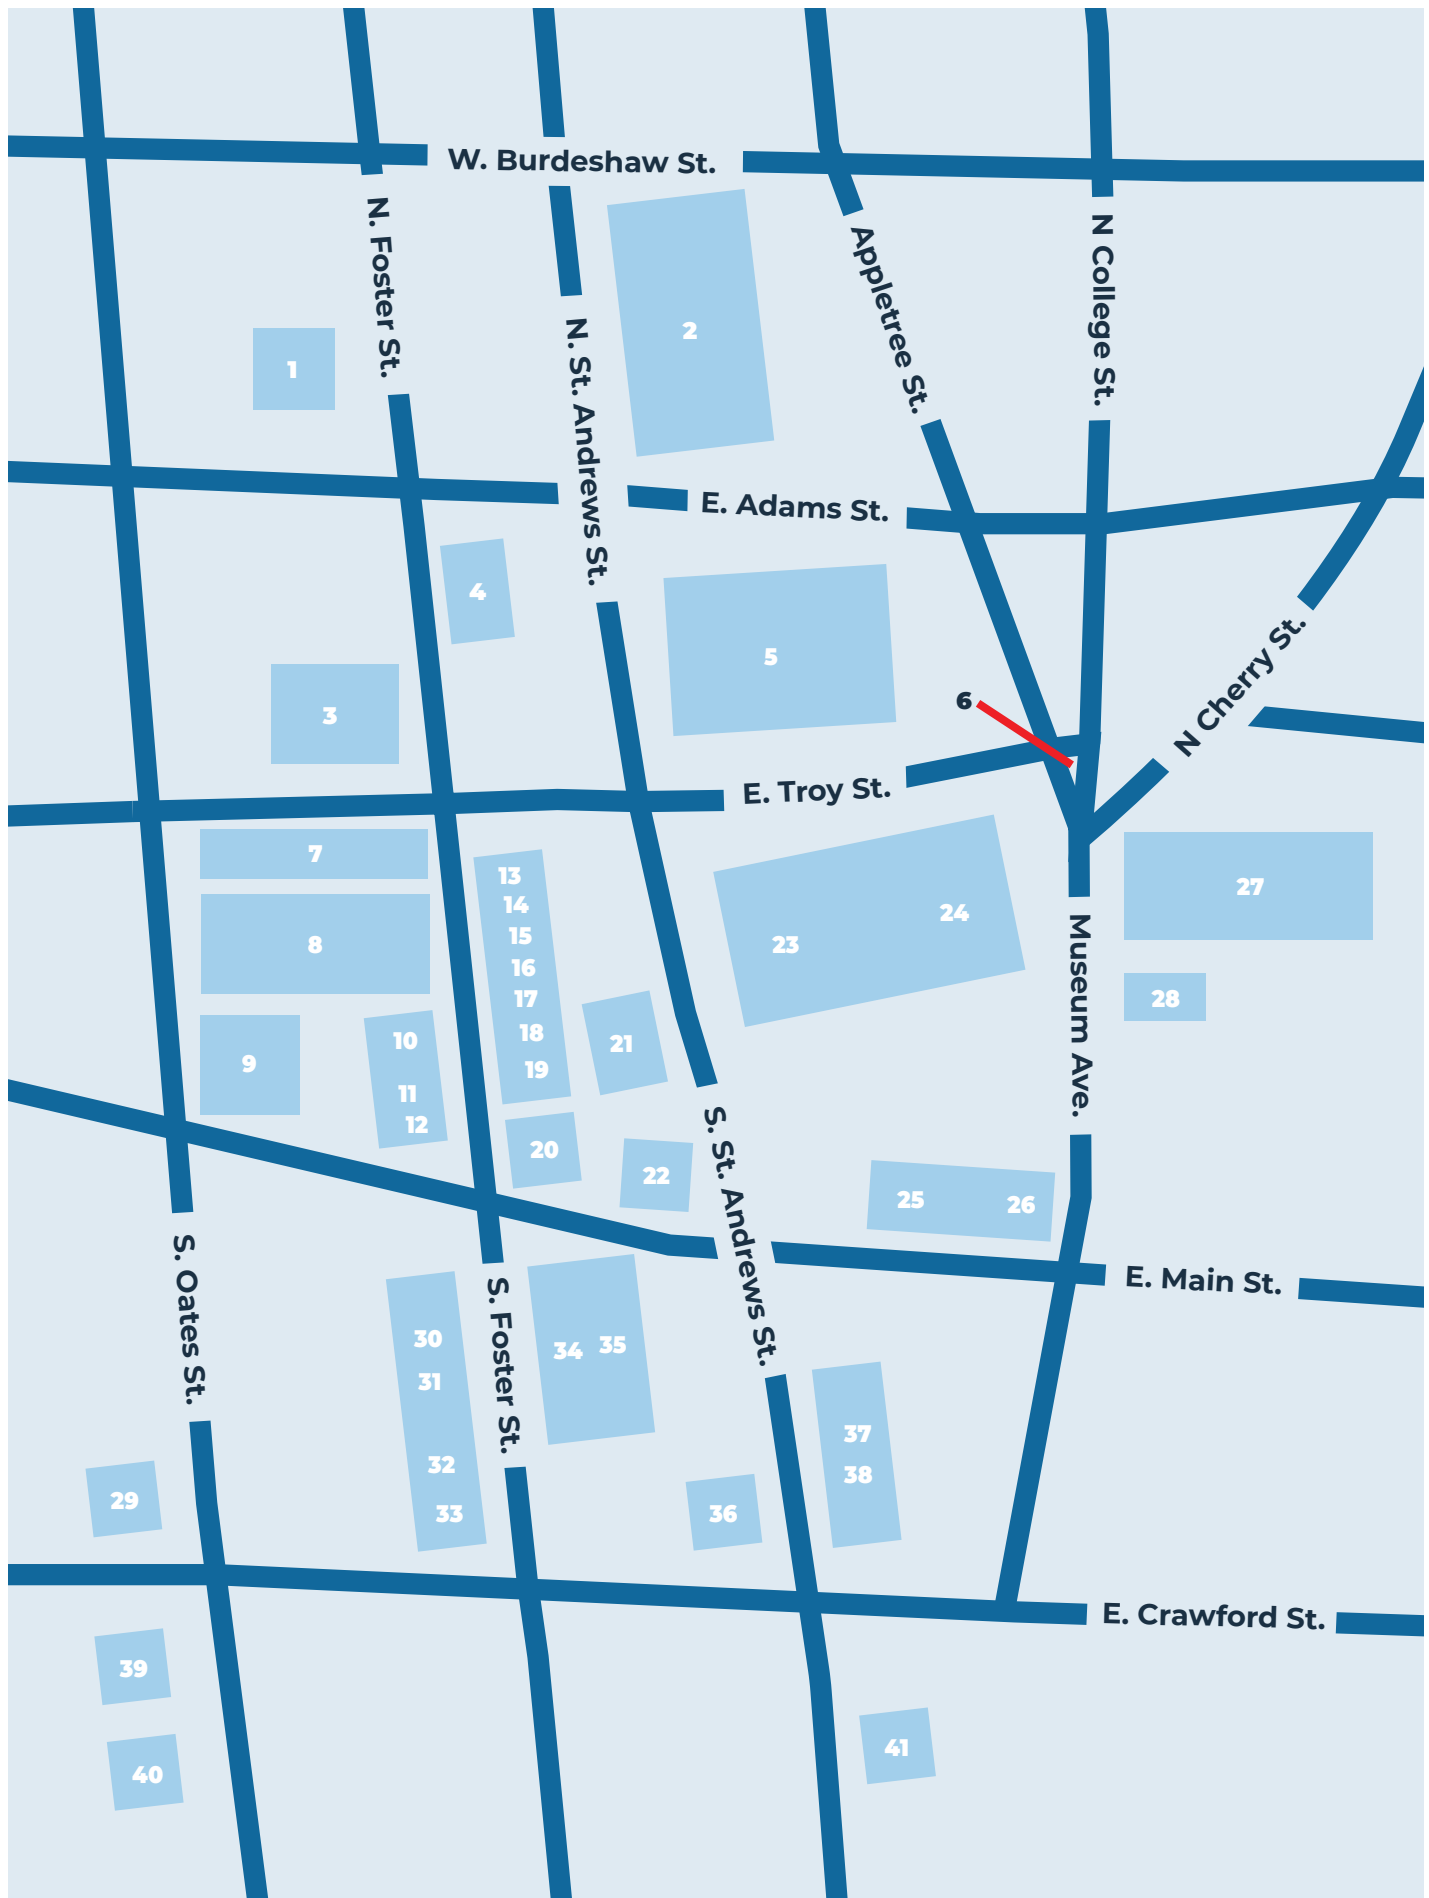 W. Burdeshaw St.
N. Foster St.
N. St. Andrews St.
Appletree St.
N College St.
2
1
E. Adams St.
4
N Cherry St.
5
6
3
E. Troy St.
7
13
14
15
16
17
18
19
8
23
24
27
Museum Ave.
28
10
11
12
9
21
20
22
S. St. Andrews St.
25
26
S. Oates St.
E. Main St.
S. Foster St.
30
31
32
33
34
35
37
38
29
36
E. Crawford St.
39
40
41